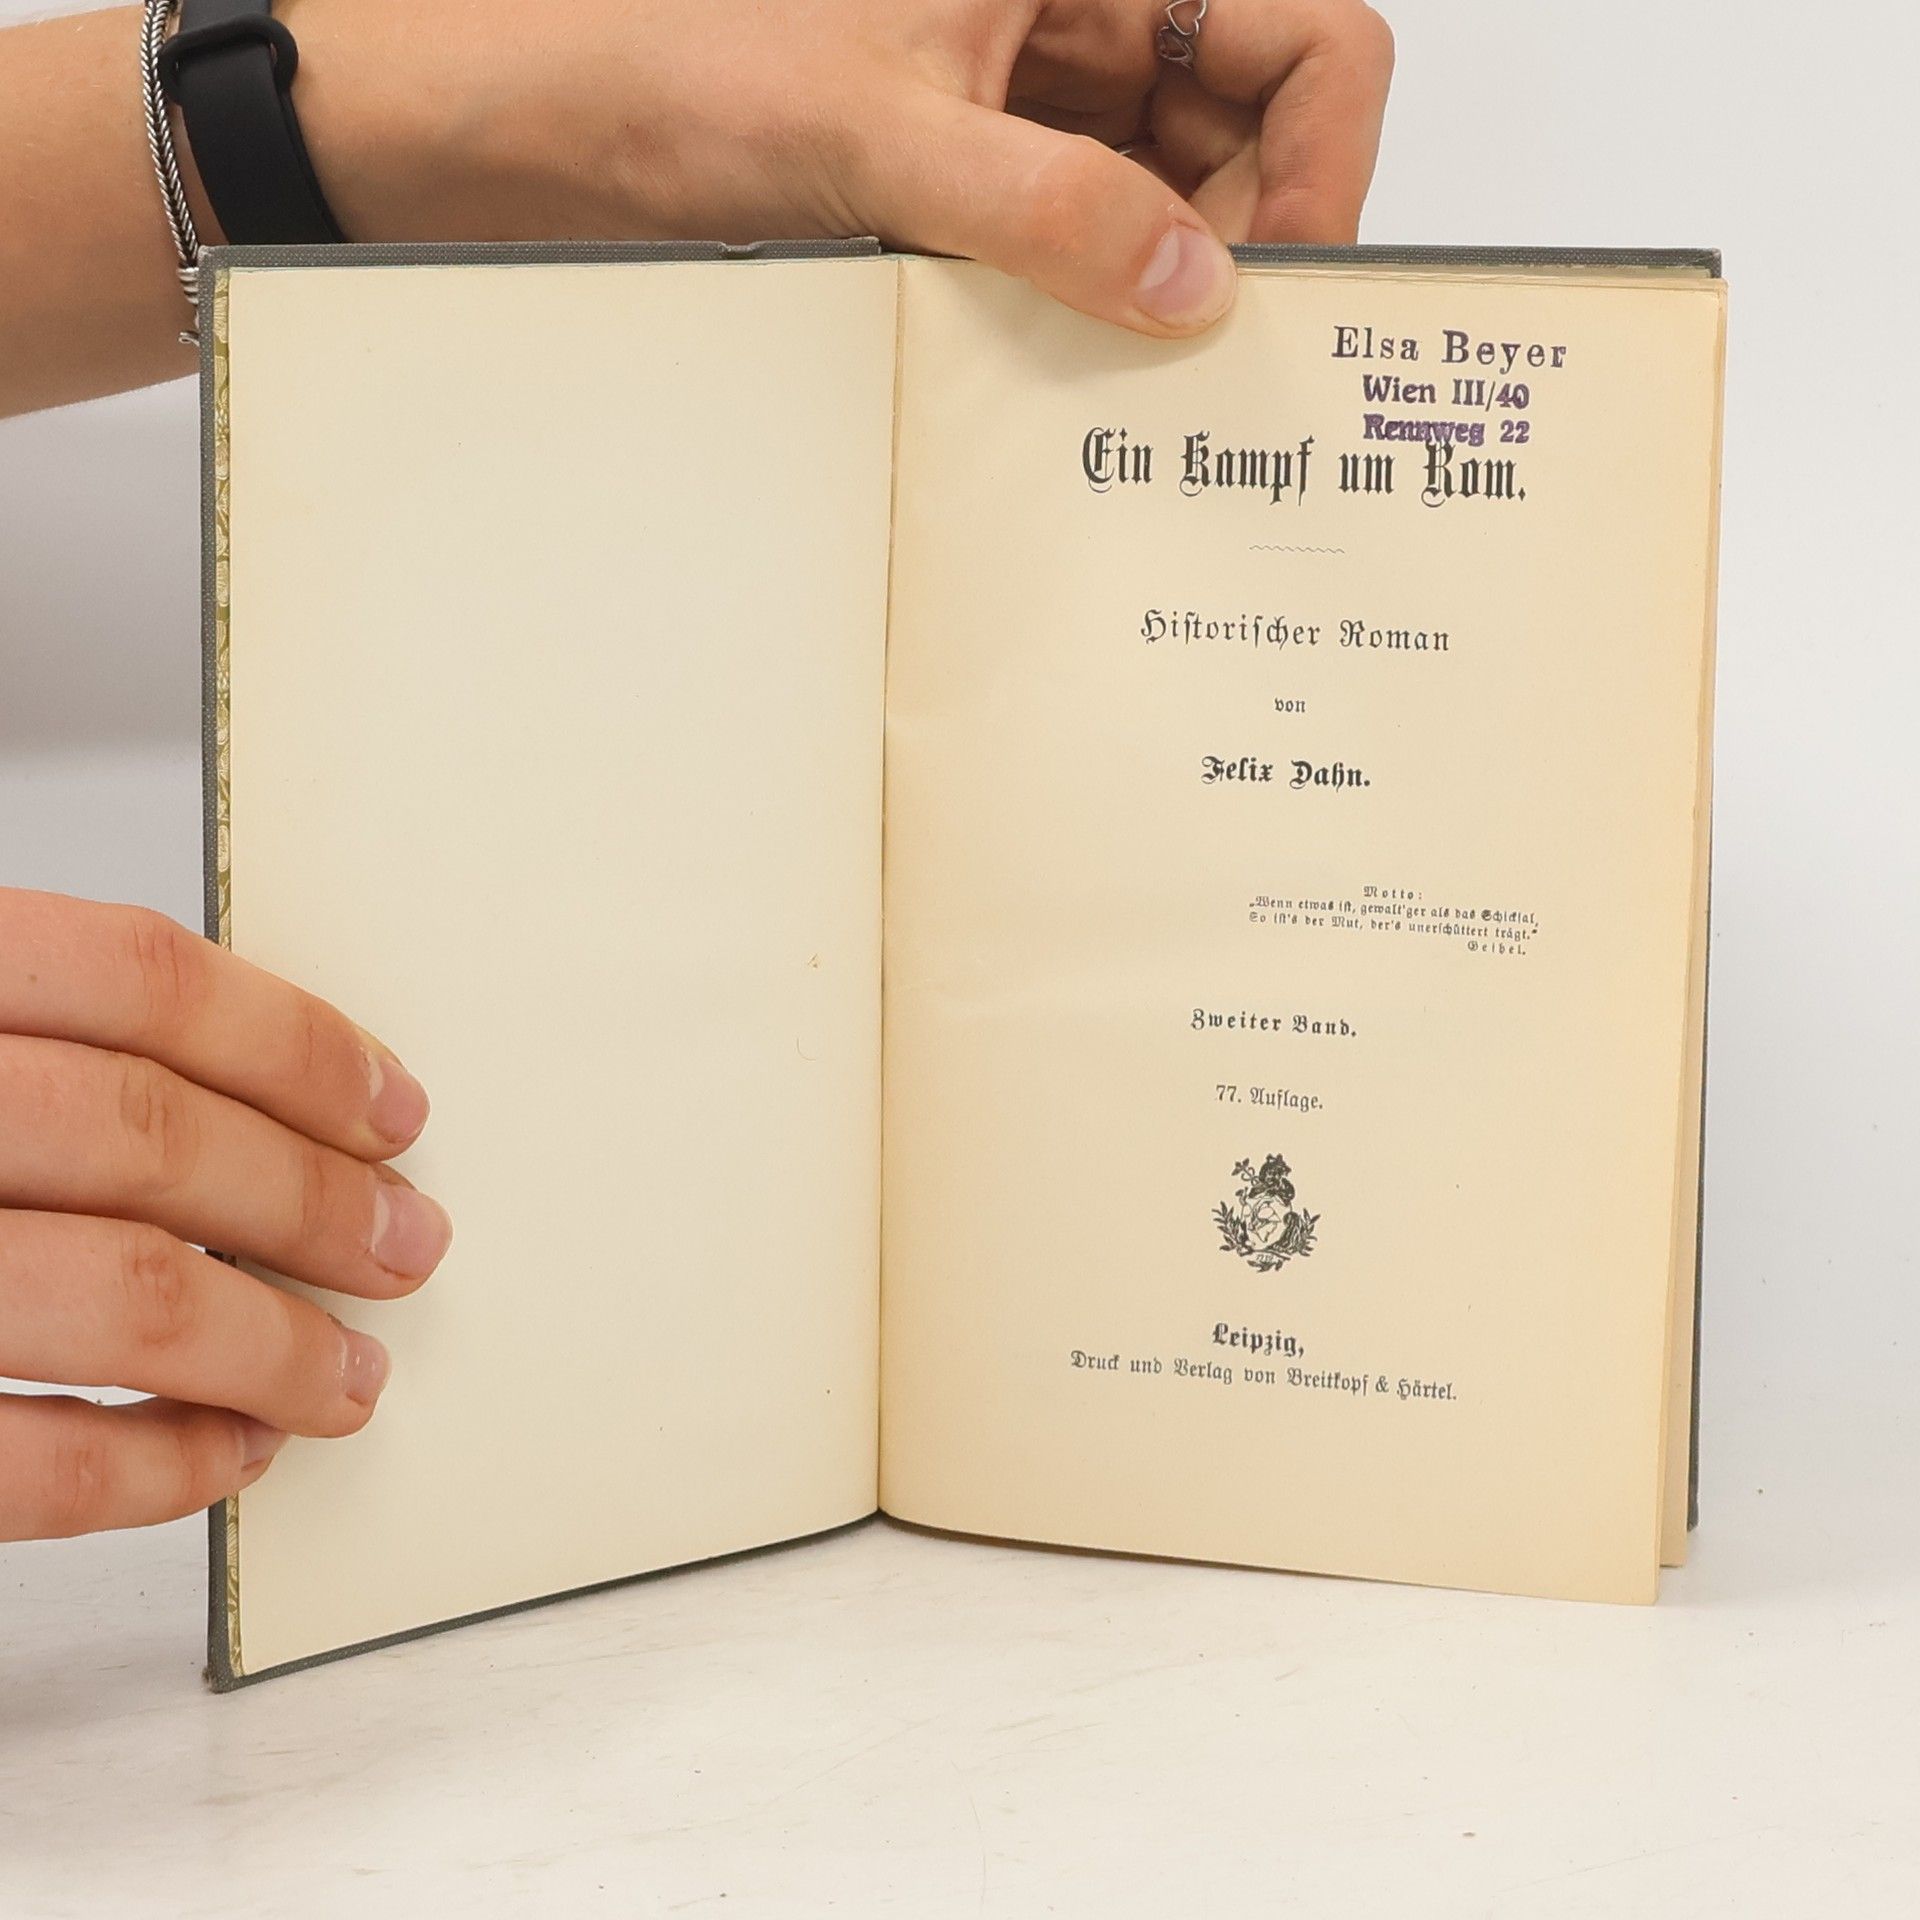 Elsa Beyer
Wien III/40
Rennweg 22
Ein Kampf um Rom.
Hiſtoriſcher Roman
von
Felix Dahn.
Motto:
„Wenn etwas iſt, gewalt'ger als das Schickſal,
So iſt's der Mut, der's unerſchüttert trägt.“
Geibel.
Zweiter Band.
77. Auflage.
Leipzig,
Druck und Verlag von Breitkopf & Härtel.